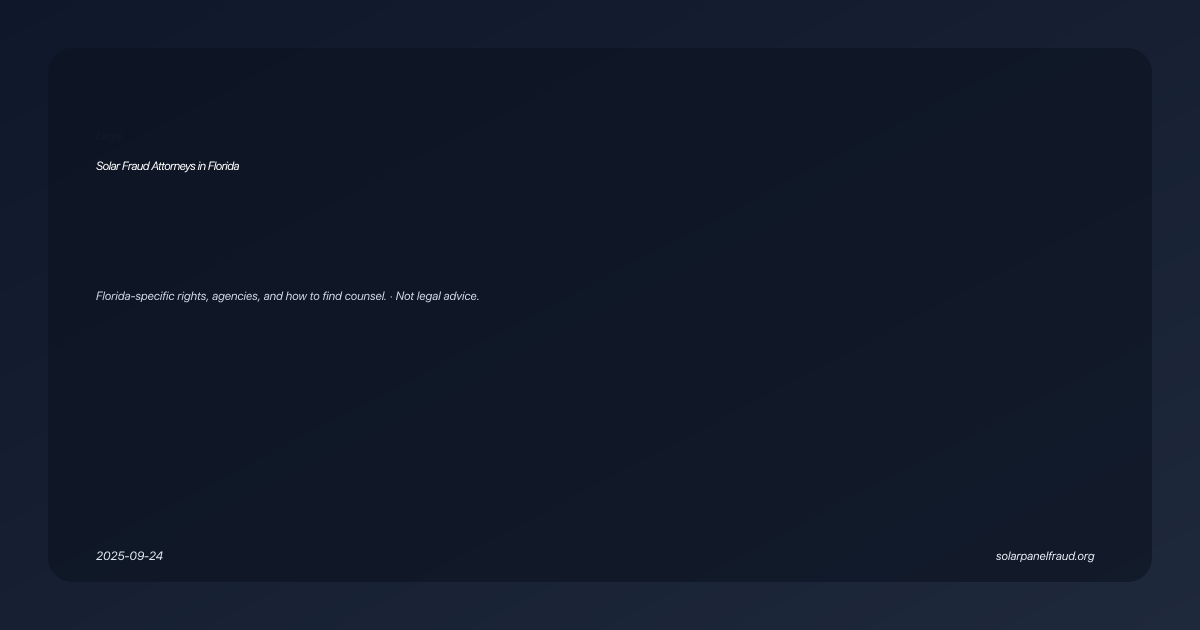 Solar Fraud Attorneys in Florida
Florida-specific rights, agencies, and how to find counsel. · Not legal advice.
2025-09-24
solarpanelfraud.org